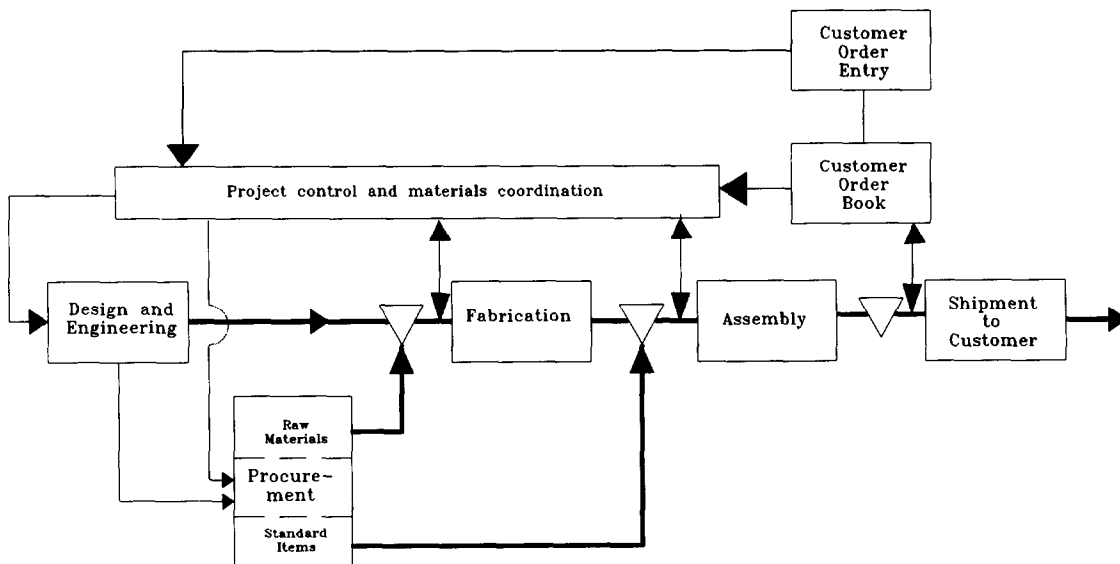 Customer
Order
Entry
Project control and materials coordination
Customer
Order
Book
Design and
Engineering
Fabrication
Assembly
Shipment
to
Customer
Raw
Materials
Procure-
ment
Standard
Items